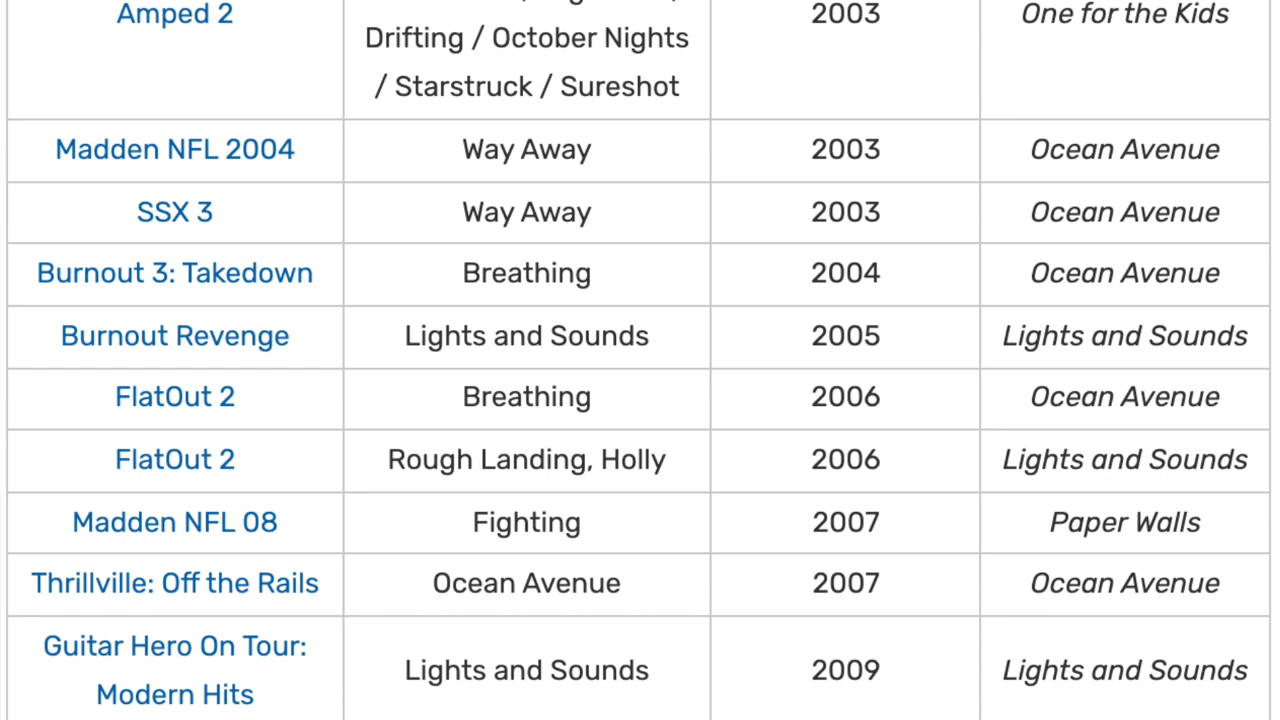 Amped 2
Drifting / October Nights
/ Starstruck / Sureshot
2003
One for the Kids
Madden NFL 2004 Way Away 2003 Ocean Avenue
SSX 3 Way Away 2003 Ocean Avenue
Burnout 3: Takedown Breathing 2004 Ocean Avenue
Burnout Revenge Lights and Sounds 2005 Lights and Sounds
FlatOut 2 Breathing 2006 Ocean Avenue
FlatOut 2 Rough Landing, Holly 2006 Lights and Sounds
Madden NFL 08 Fighting 2007 Paper Walls
Thrillville: Off the Rails Ocean Avenue 2007 Ocean Avenue
Guitar Hero On Tour:
Modern Hits
Lights and Sounds 2009 Lights and Sounds